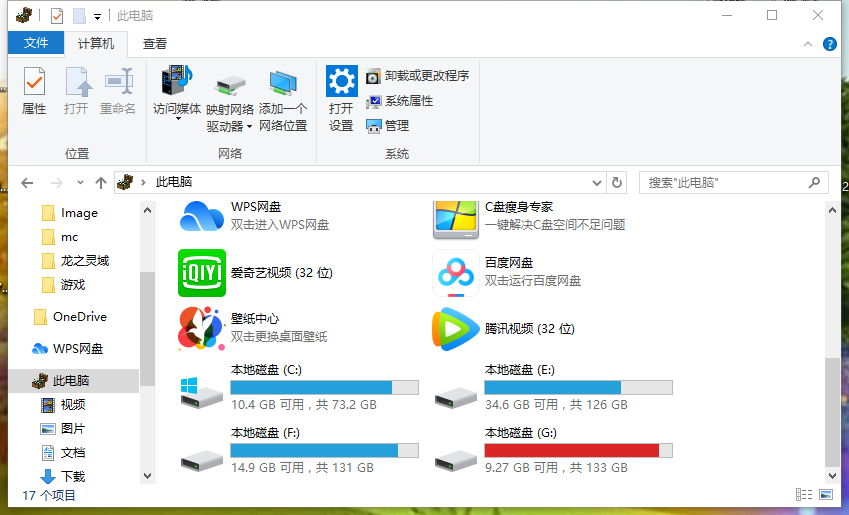 此电脑
文件 计算机 查看
属性 打开 重命名
访问媒体 映射网络驱动器 添加一个网络位置
打开设置
卸载或更改程序
系统属性
管理
位置 网络 系统
此电脑
搜索"此电脑"
Image
mc
龙之灵域
游戏
OneDrive
WPS网盘
此电脑
视频
图片
文档
下载
WPS网盘
双击进入WPS网盘
C盘瘦身专家
一键解决C盘空间不足问题
iQIYI
爱奇艺视频 (32 位)
百度网盘
双击运行百度网盘
壁纸中心
双击更换桌面壁纸
腾讯视频 (32 位)
本地磁盘 (C:)
10.4 GB 可用，共 73.2 GB
本地磁盘 (E:)
34.6 GB 可用，共 126 GB
本地磁盘 (F:)
14.9 GB 可用，共 131 GB
本地磁盘 (G:)
9.27 GB 可用，共 133 GB
17 个项目